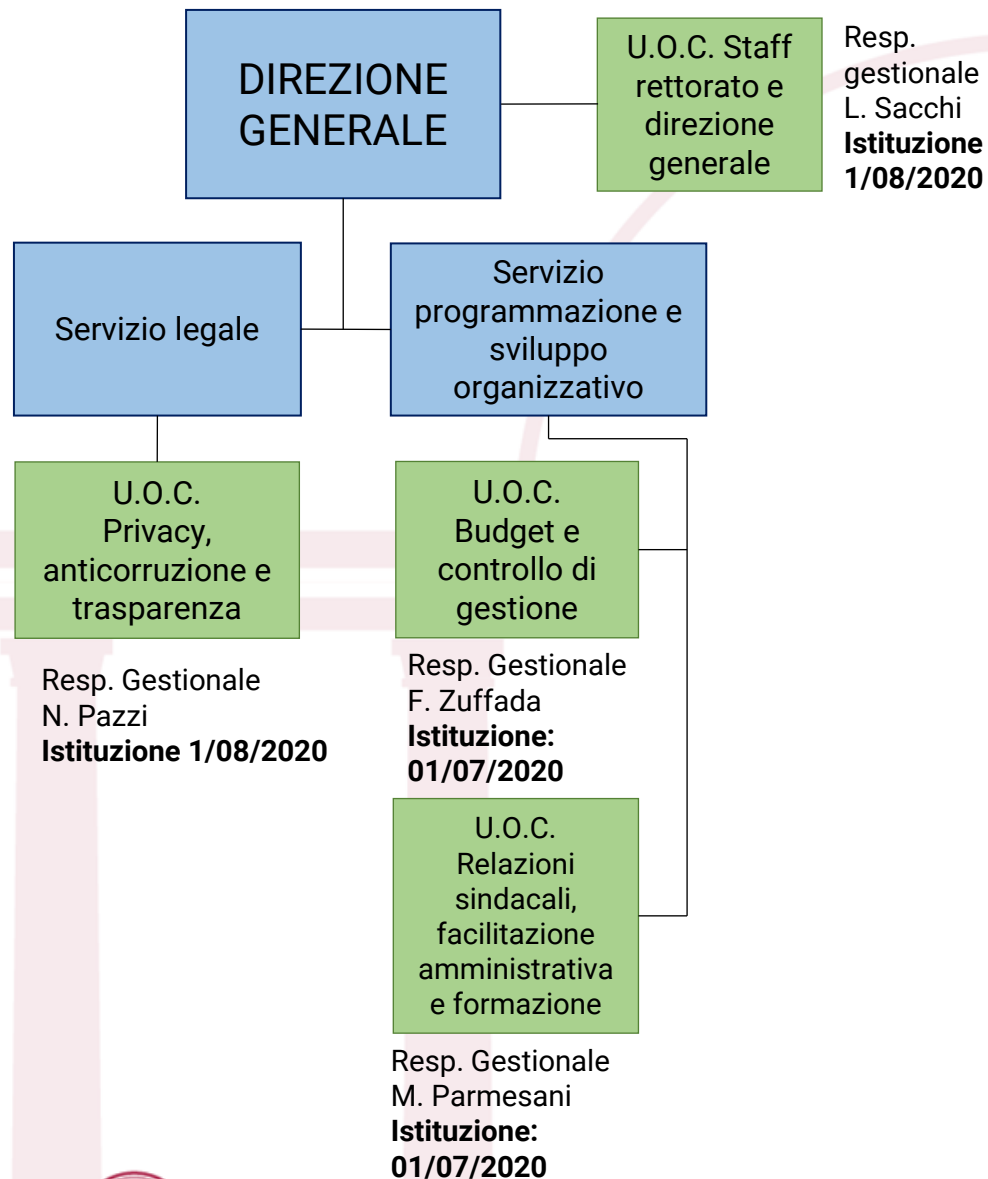 DIREZIONE
GENERALE
U.O.C. Staff
rettorato e
direzione
generale
Resp.
gestionale
L. Sacchi
Istituzione
1/08/2020
Servizio legale
Servizio
programmazione e
sviluppo
organizzativo
U.O.C.
Privacy,
anticorruzione e
trasparenza
Resp. Gestionale
N. Pazzi
Istituzione 1/08/2020
U.O.C.
Budget e
controllo di
gestione
Resp. Gestionale
F. Zuffada
Istituzione:
01/07/2020
U.O.C.
Relazioni
sindacali,
facilitazione
amministrativa
e formazione
Resp. Gestionale
M. Parmesani
Istituzione:
01/07/2020